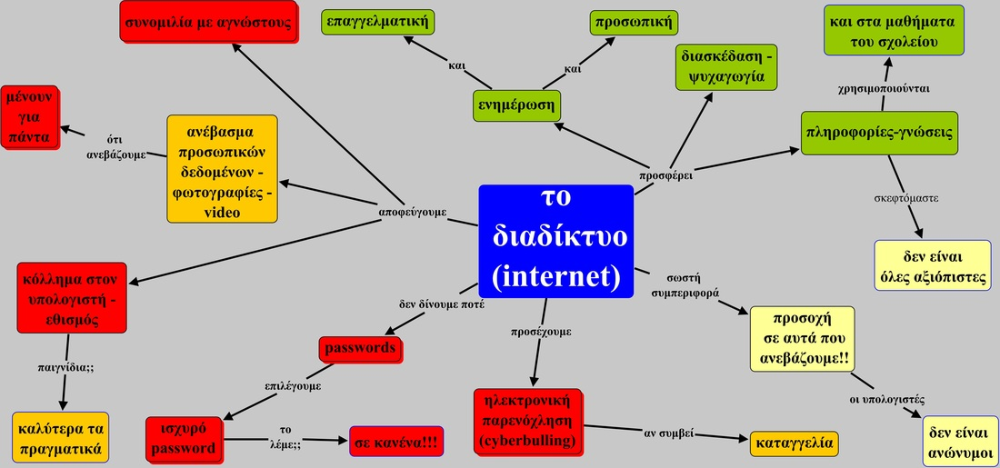 συνομιλία με αγνώστους
επαγγελματική
προσωπική
και στα μαθήματα
του σχολείου
διασκέδαση -
ψυχαγωγία
και
και
χρησιμοποιούνται
μένουν
για
πάντα
ενημέρωση
ότι
ανεβάζουμε
ανέβασμα
προσωπικών
δεδομένων -
φωτογραφίες -
video
πληροφορίες-γνώσεις
προσφέρει
σκεφτόμαστε
αποφεύγουμε
το
διαδίκτυο
(internet)
δεν είναι
όλες αξιόπιστες
κόλλημα στον
υπολογιστή -
εθισμός
σωστή
συμπεριφορά
δεν δίνουμε ποτέ
προσέχουμε
προσοχή
σε αυτά που
ανεβάζουμε!!
passwords
παιγνίδια;;
επιλέγουμε
οι υπολογιστές
ηλεκτρονική
παρενόχληση
(cyberbulling)
καλύτερα τα
πραγματικά
ισχυρό
password
το
λέμε;;
σε κανένα!!!
αν συμβεί
καταγγελία
δεν είναι
ανώνυμοι